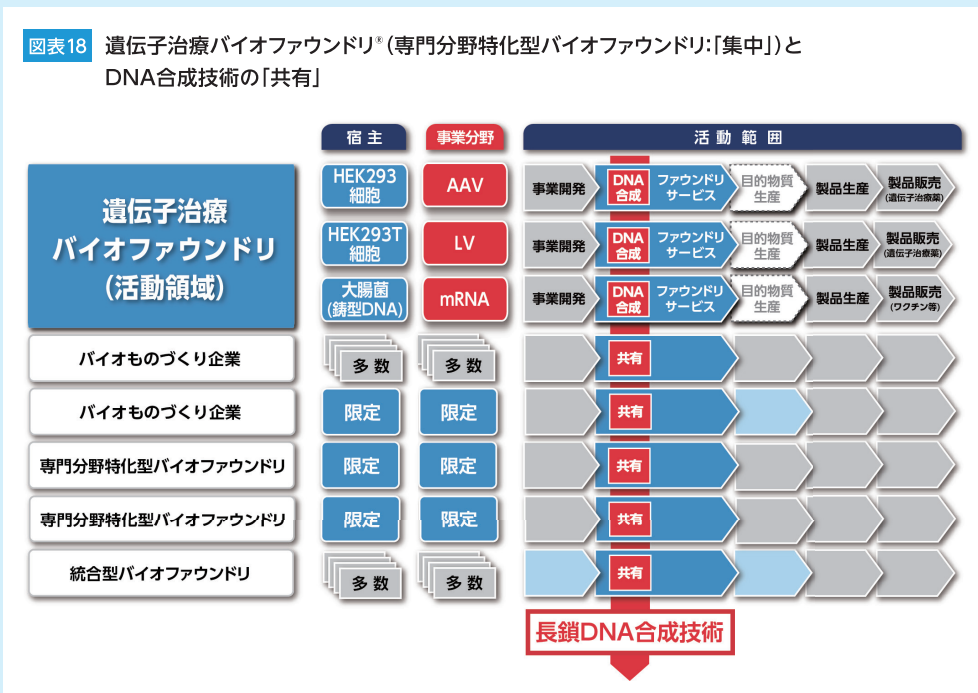 図表18 遺伝子治療バイオファウンドリ®(専門分野特化型バイオファウンドリ:「集中」)と
DNA合成技術の「共有」
宿主 事業分野 活動範囲
遺伝子治療
バイオファウンドリ
(活動領域)
HEK293
細胞
AAV
事業開発
DNA
合成
ファウンドリ
サービス
目的物質
生産
製品生産
製品販売
(遺伝子治療薬)
HEK293T
細胞
LV
事業開発
DNA
合成
ファウンドリ
サービス
目的物質
生産
製品生産
製品販売
(遺伝子治療薬)
大腸菌
(鋳型DNA)
mRNA
事業開発
DNA
合成
ファウンドリ
サービス
目的物質
生産
製品生産
製品販売
(ワクチン等)
バイオものづくり企業 多数 多数 共有
バイオものづくり企業 限定 限定 共有
専門分野特化型バイオファウンドリ 限定 限定 共有
専門分野特化型バイオファウンドリ 限定 限定 共有
統合型バイオファウンドリ 多数 多数 共有
長鎖DNA合成技術